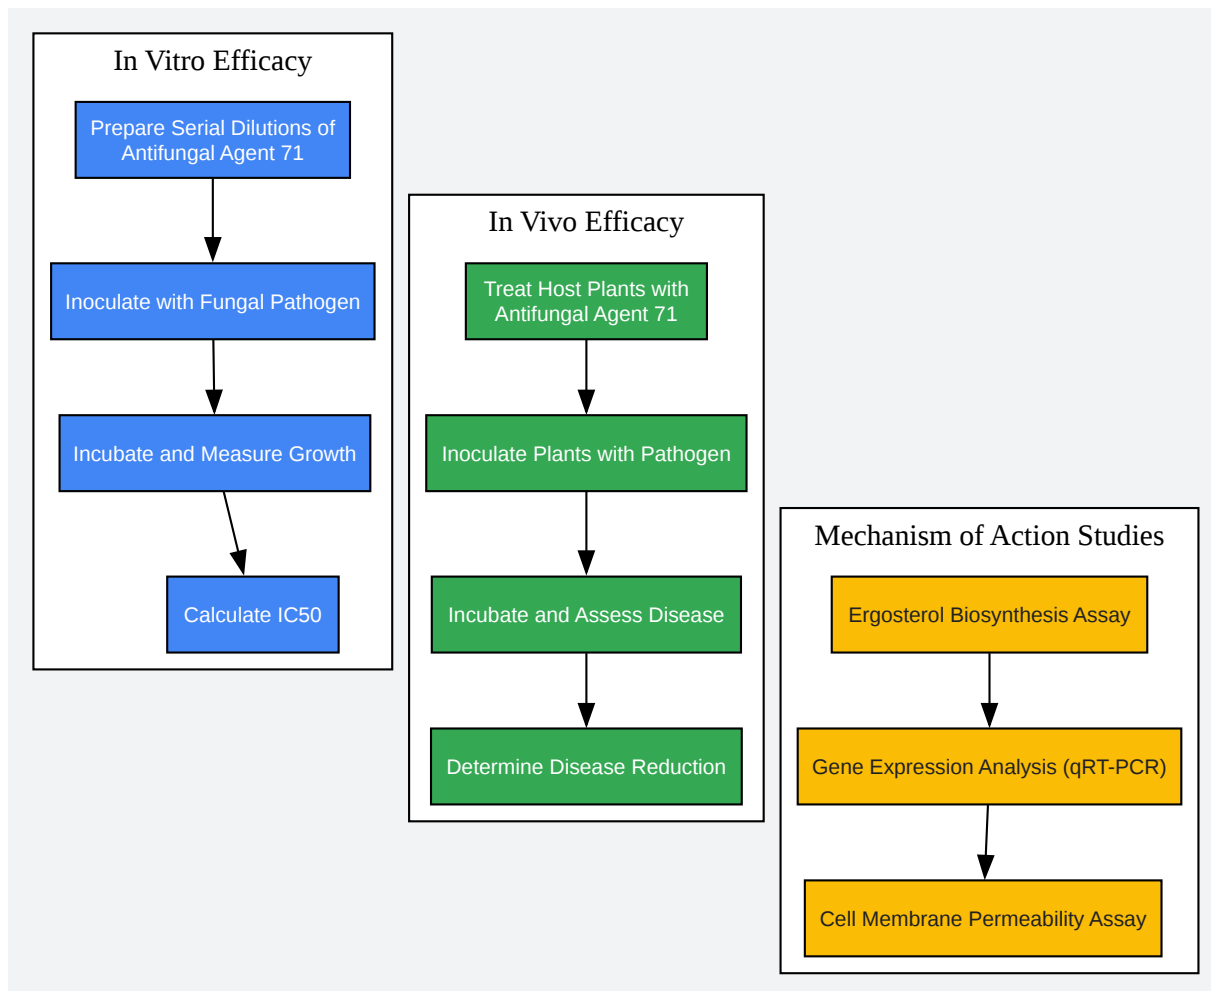 In Vitro Efficacy
Prepare Serial Dilutions of
Antifungal Agent 71
Inoculate with Fungal Pathogen
Incubate and Measure Growth
Calculate IC50
In Vivo Efficacy
Treat Host Plants with
Antifungal Agent 71
Inoculate Plants with Pathogen
Incubate and Assess Disease
Determine Disease Reduction
Mechanism of Action Studies
Ergosterol Biosynthesis Assay
Gene Expression Analysis (qRT-PCR)
Cell Membrane Permeability Assay